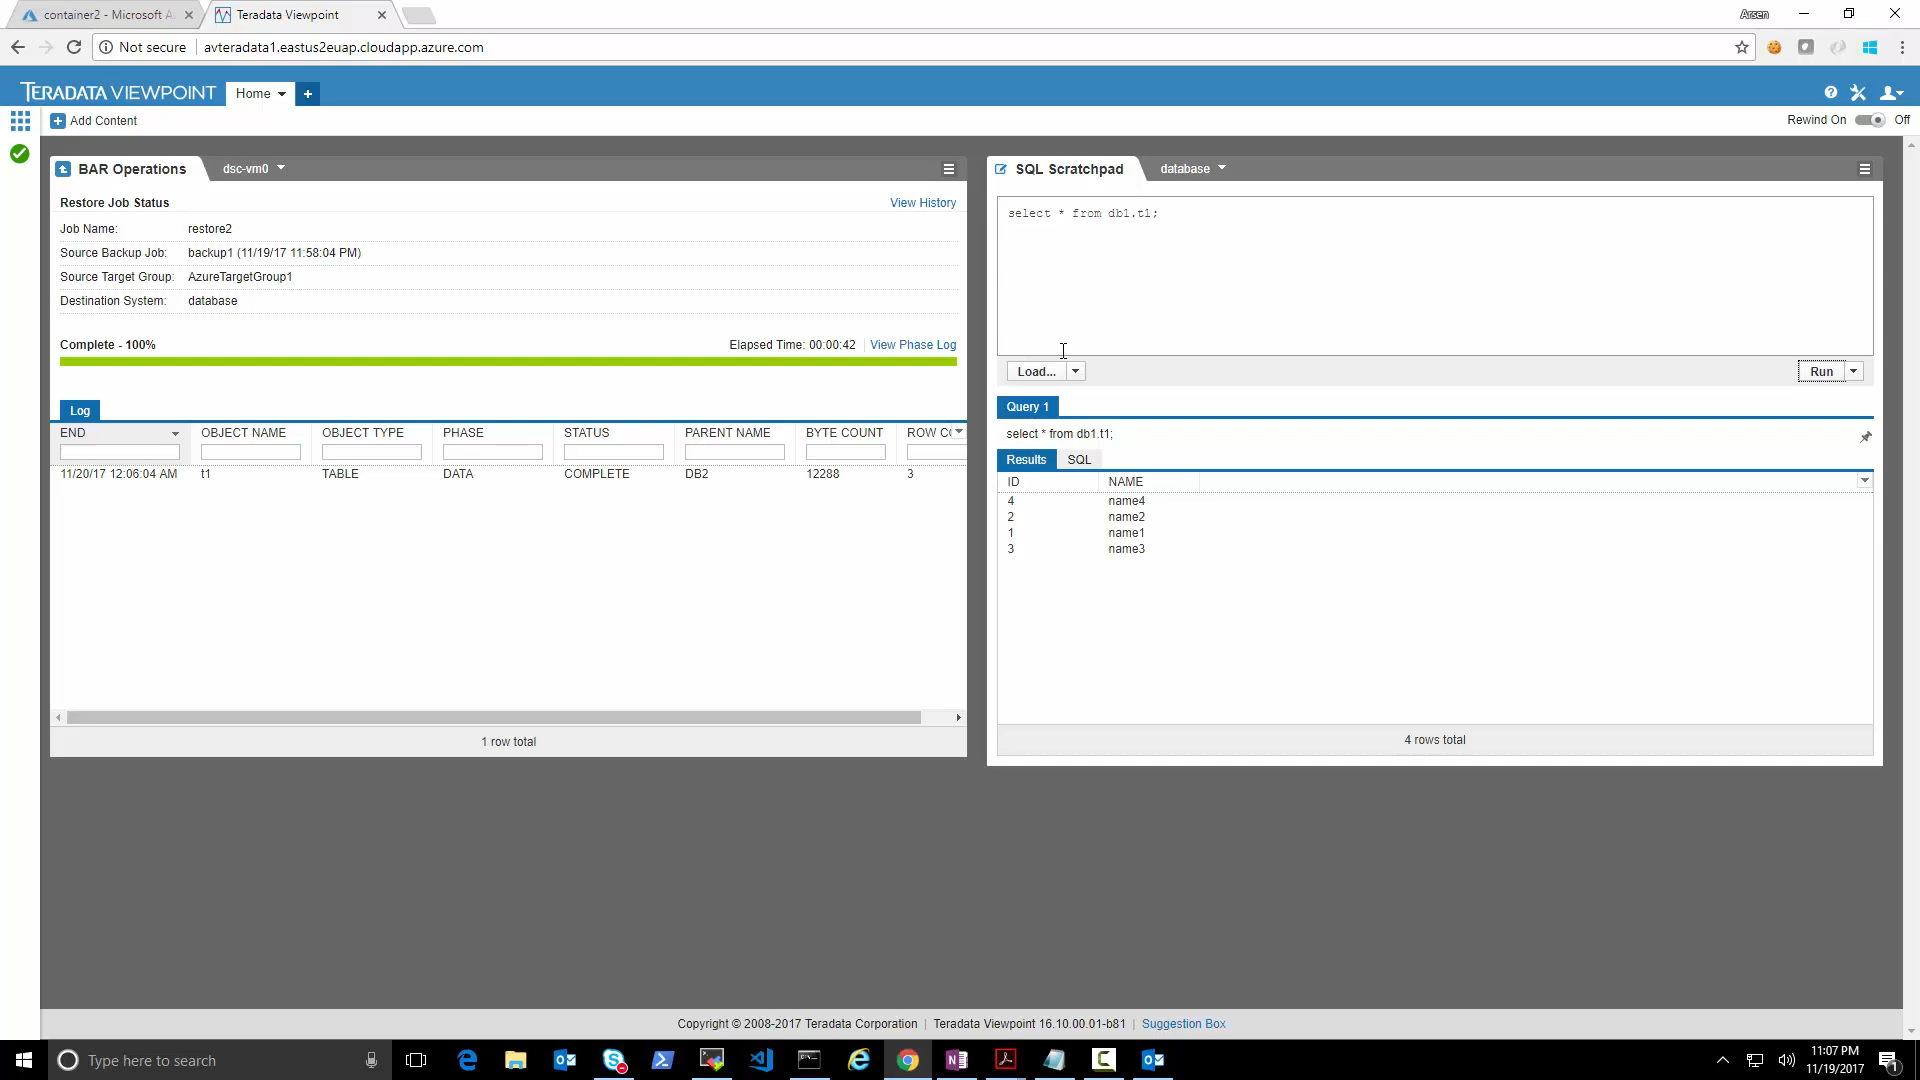 container2 - Microsoft A
Teradata Viewpoint
Arsen
Not secure
avteradata1.eastus2euap.cloudapp.azure.com
TERADATA VIEWPOINT
Home
Add Content
Rewind On
Off
BAR Operations
dsc-vm0
Restore Job Status
View History
Job Name: restore2
Source Backup Job: backup1 (11/19/17 11:58:04 PM)
Source Target Group: AzureTargetGroup1
Destination System: database
Complete - 100%
Elapsed Time: 00:00:42
View Phase Log
Log
END OBJECT NAME OBJECT TYPE PHASE STATUS PARENT NAME BYTE COUNT ROW C
11/20/17 12:06:04 AM t1 TABLE DATA COMPLETE DB2 12288 3
1 row total
SQL Scratchpad
database
select * from db1.t1;
Load...
Run
Query 1
select * from db1.t1;
Results SQL
ID NAME
4 name4
2 name2
1 name1
3 name3
4 rows total
Copyright © 2008-2017 Teradata Corporation | Teradata Viewpoint 16.10.00.01-b81 | Suggestion Box
Type here to search
11:07 PM
11/19/2017
1